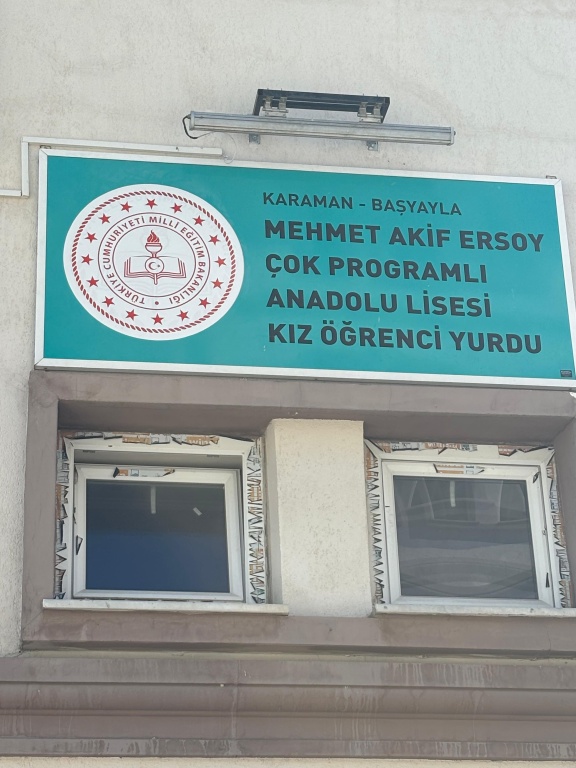 TÜRKİYE CUMHURİYETİ MİLLÎ EĞİTİM BAKANLIĞI
KARAMAN - BAŞYAYLA
MEHMET AKİF ERSOY
ÇOK PROGRAMLI
ANADOLU LİSESİ
KIZ ÖĞRENCİ YURDU